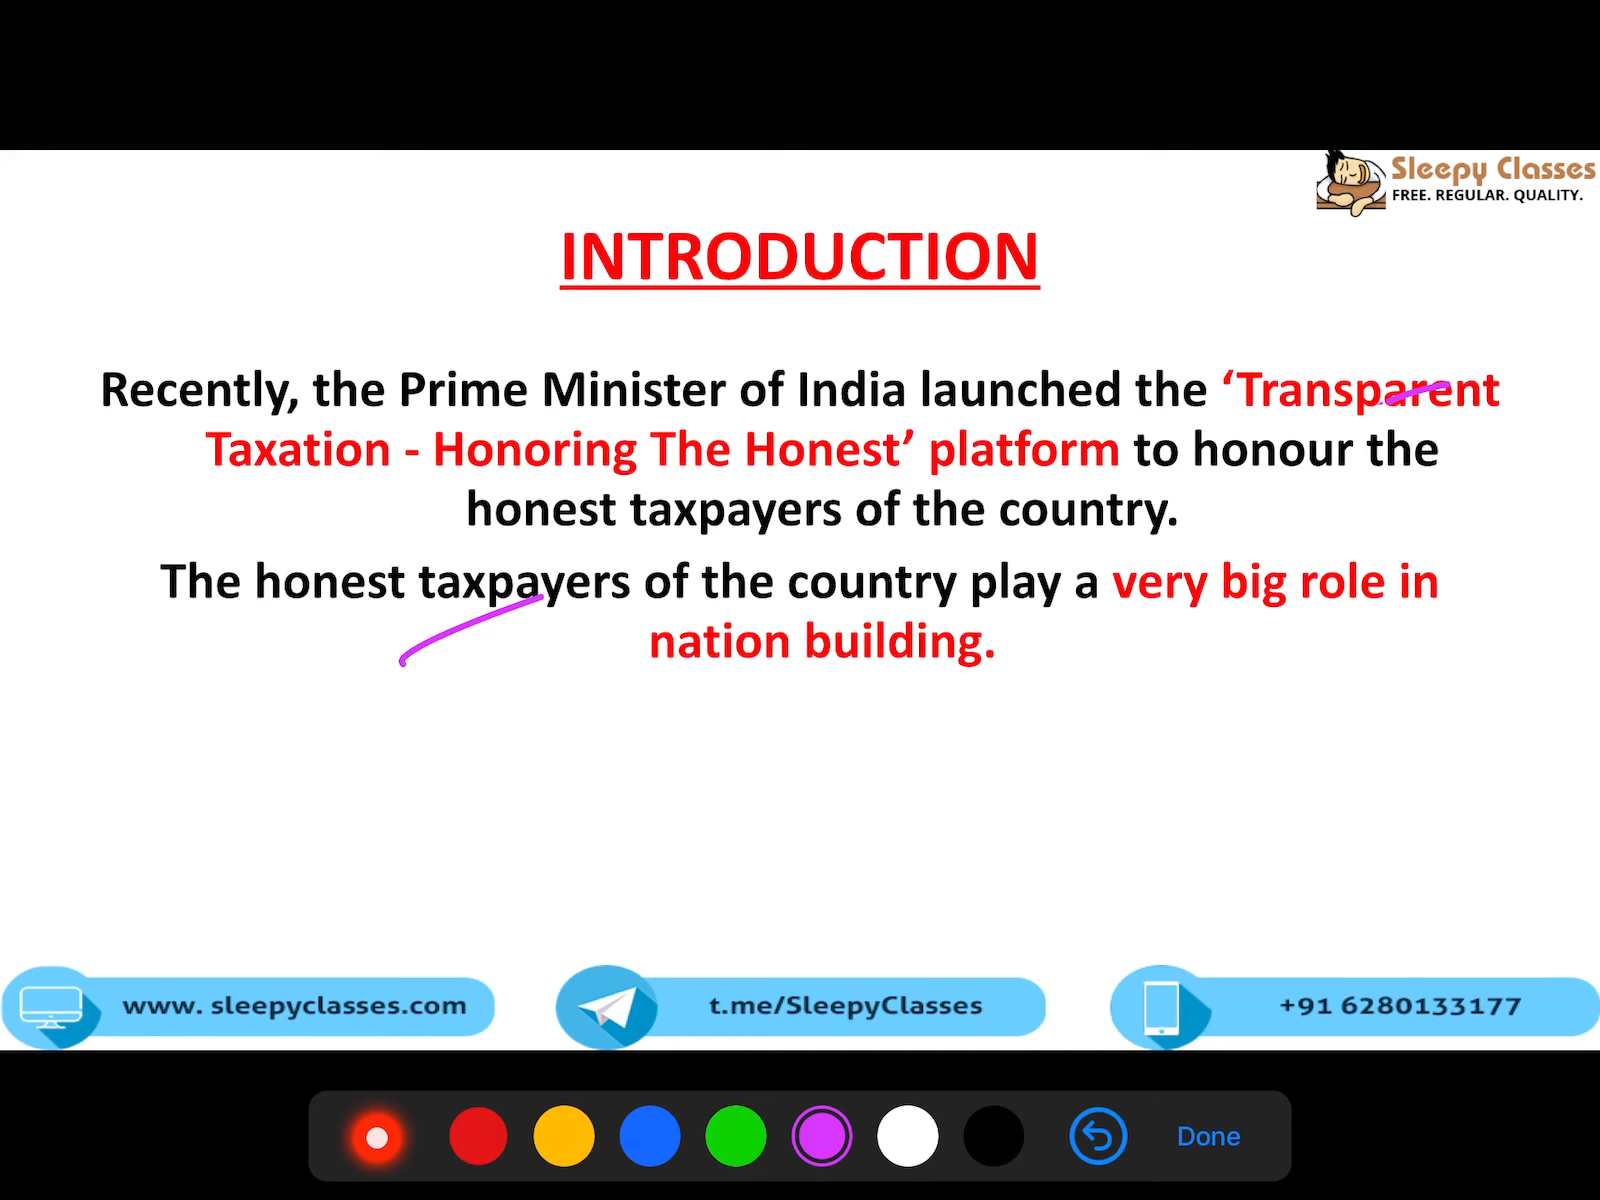 Sleepy Classes
FREE. REGULAR. QUALITY.
INTRODUCTION
Recently, the Prime Minister of India launched the ‘Transparent
Taxation - Honoring The Honest’ platform to honour the
honest taxpayers of the country.
The honest taxpayers of the country play a very big role in
nation building.
www. sleepyclasses.com
t.me/SleepyClasses
+91 6280133177
Done